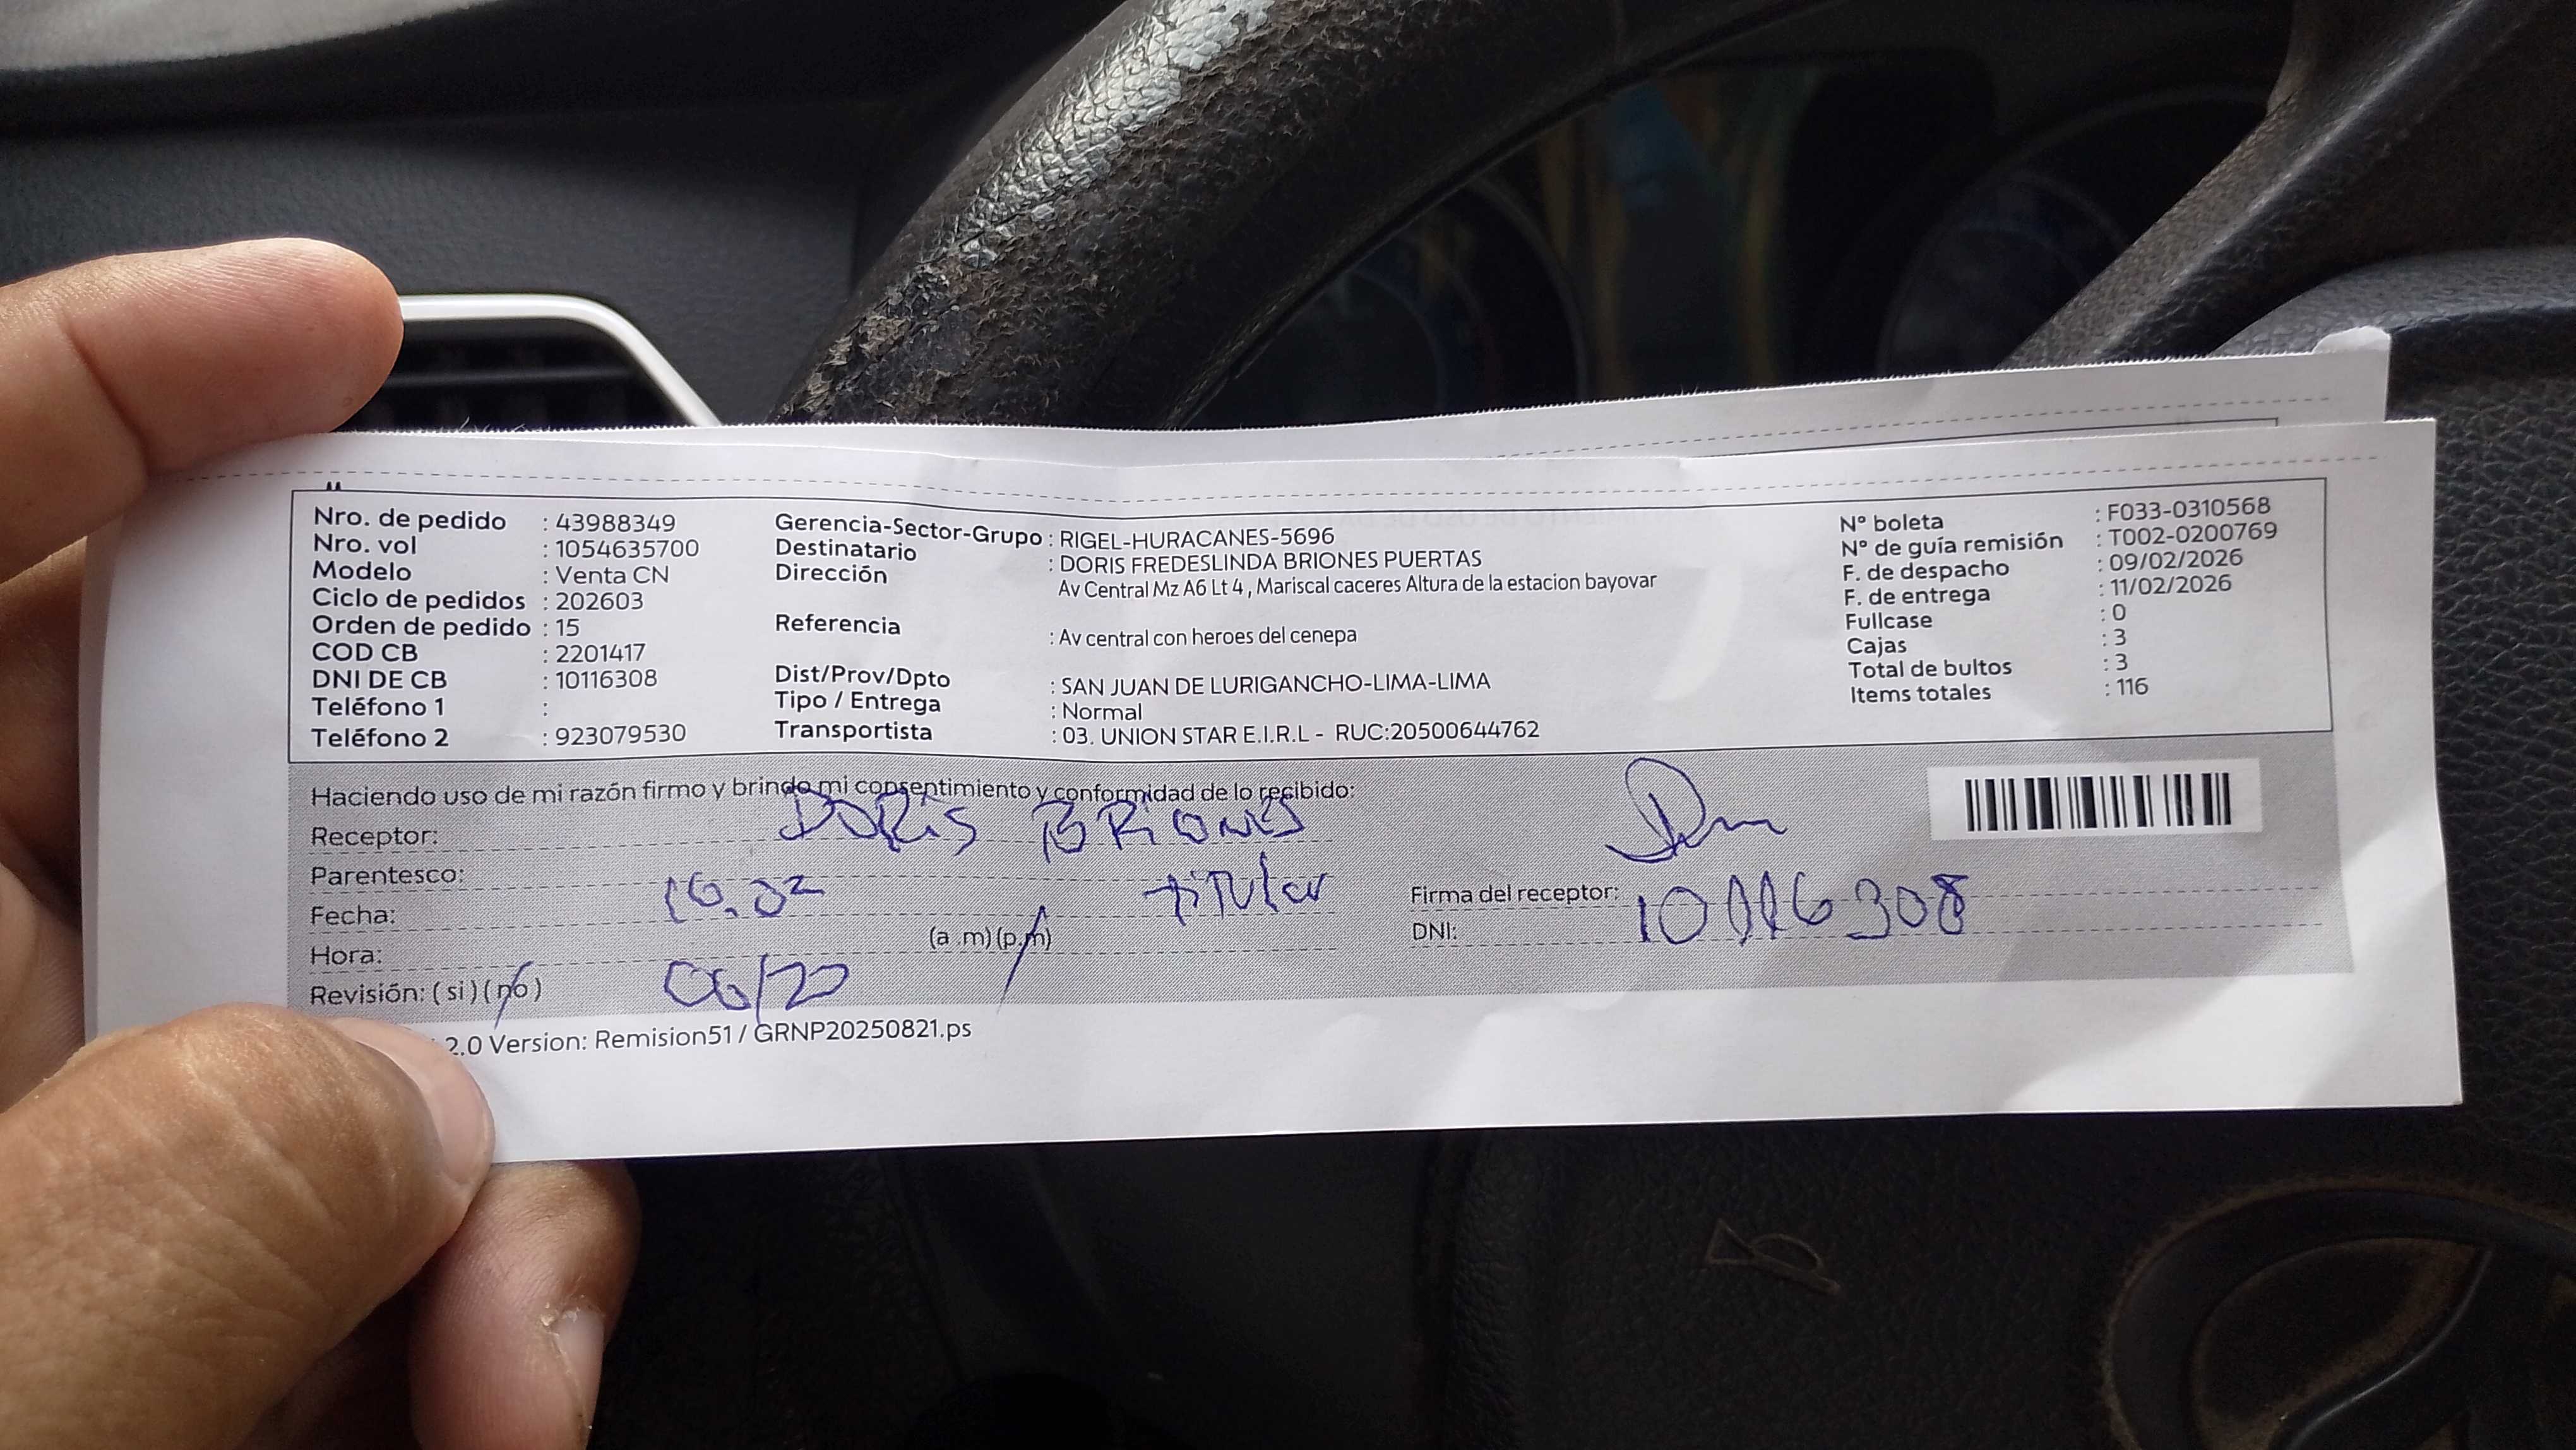 Nro. de pedido : 43988349
Nro. vol : 1054635700
Modelo : Venta CN
Ciclo de pedidos : 202603
Orden de pedido : 15
COD CB : 2201417
DNI DE CB : 10116308
Teléfono 1 :
Teléfono 2 : 923079530
Gerencia-Sector-Grupo : RIGEL-HURACANES-5696
Destinatario : DORIS FREDESLINDA BRIONES PUERTAS
Dirección Av Central Mz A6 Lt 4 , Mariscal caceres Altura de la estacion bayovar
Referencia : Av central con heroes del cenepa
Dist/Prov/Dpto : SAN JUAN DE LURIGANCHO-LIMA-LIMA
Tipo / Entrega : Normal
Transportista : 03. UNION STAR E.I.R.L - RUC:20500644762
N° boleta : F033-0310568
N° de guía remisión : T002-0200769
F. de despacho : 09/02/2026
F. de entrega : 11/02/2026
Fullcase : 0
Cajas : 3
Total de bultos : 3
Items totales : 116
Haciendo uso de mi razón firmo y brindo mi consentimiento y conformidad de lo recibido:
Receptor: DORIS BRIONES
Parentesco: titular
Fecha: 10.02
Hora: (a .m) (p.m)
Revisión: ( si ) ( no )
Firma del receptor:
DNI: 10116308
2.0 Version: Remision51 / GRNP20250821.ps